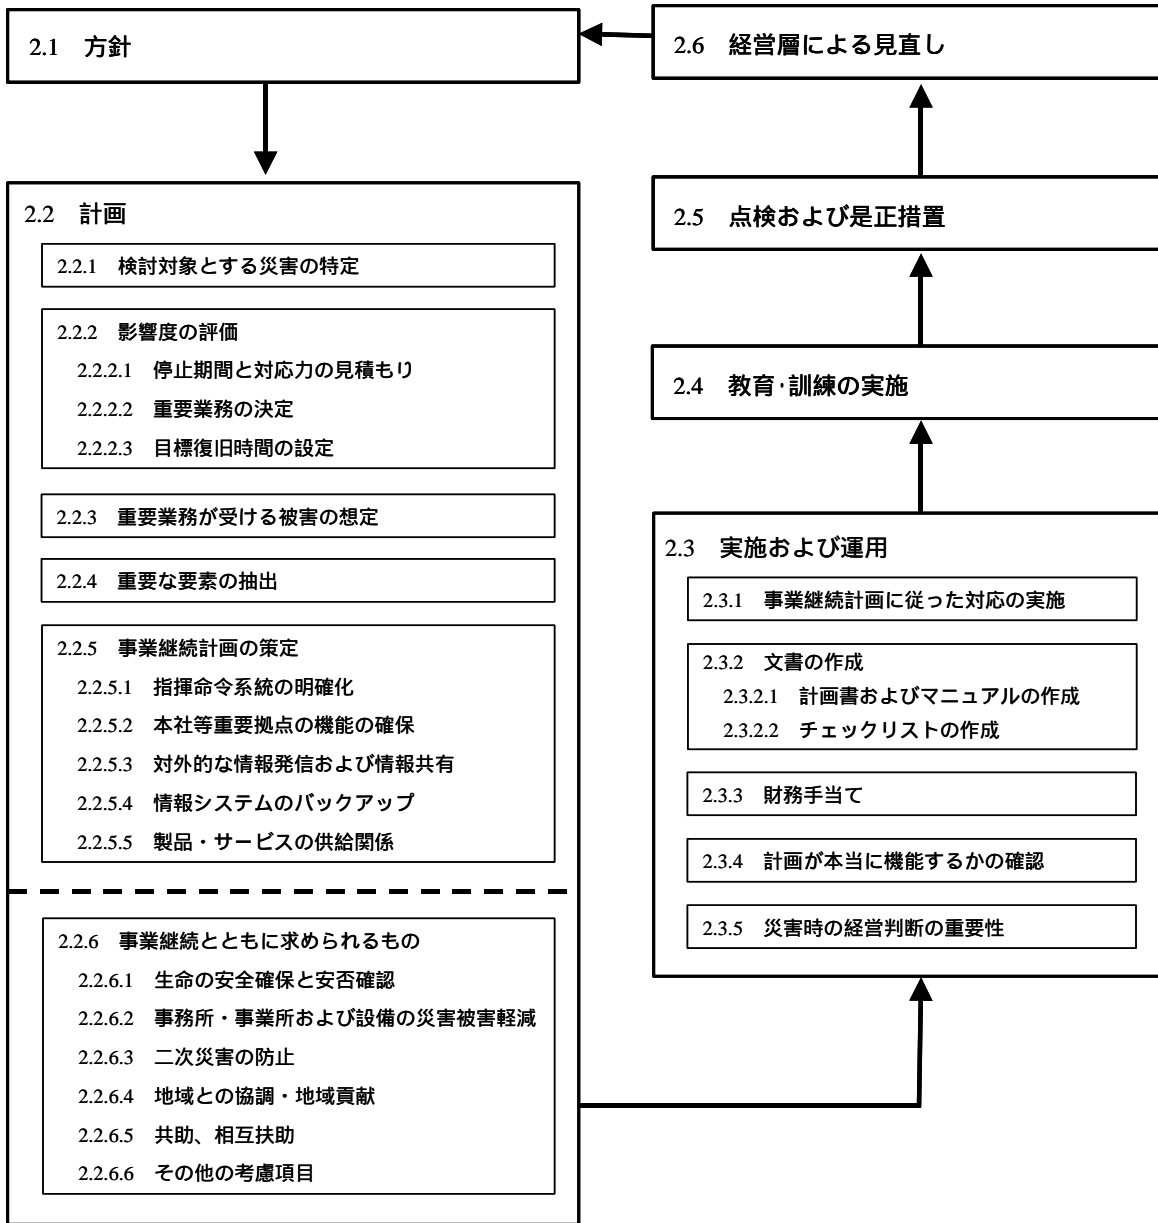 2.1 方針
2.2 計画
2.2.1 検討対象とする災害の特定
2.2.2 影響度の評価
2.2.2.1 停止期間と対応力の見積もり
2.2.2.2 重要業務の決定
2.2.2.3 目標復旧時間の設定
2.2.3 重要業務が受ける被害の想定
2.2.4 重要な要素の抽出
2.2.5 事業継続計画の策定
2.2.5.1 指揮命令系統の明確化
2.2.5.2 本社等重要拠点の機能の確保
2.2.5.3 対外的な情報発信および情報共有
2.2.5.4 情報システムのバックアップ
2.2.5.5 製品・サービスの供給関係
2.2.6 事業継続とともに求められるもの
2.2.6.1 生命の安全確保と安否確認
2.2.6.2 事務所・事業所および設備の災害被害軽減
2.2.6.3 二次災害の防止
2.2.6.4 地域との協調・地域貢献
2.2.6.5 共助、相互扶助
2.2.6.6 その他の考慮項目
2.3 実施および運用
2.3.1 事業継続計画に従った対応の実施
2.3.2 文書の作成
2.3.2.1 計画書およびマニュアルの作成
2.3.2.2 チェックリストの作成
2.3.3 財務手当て
2.3.4 計画が本当に機能するかの確認
2.3.5 災害時の経営判断の重要性
2.4 教育・訓練の実施
2.5 点検および是正措置
2.6 経営層による見直し